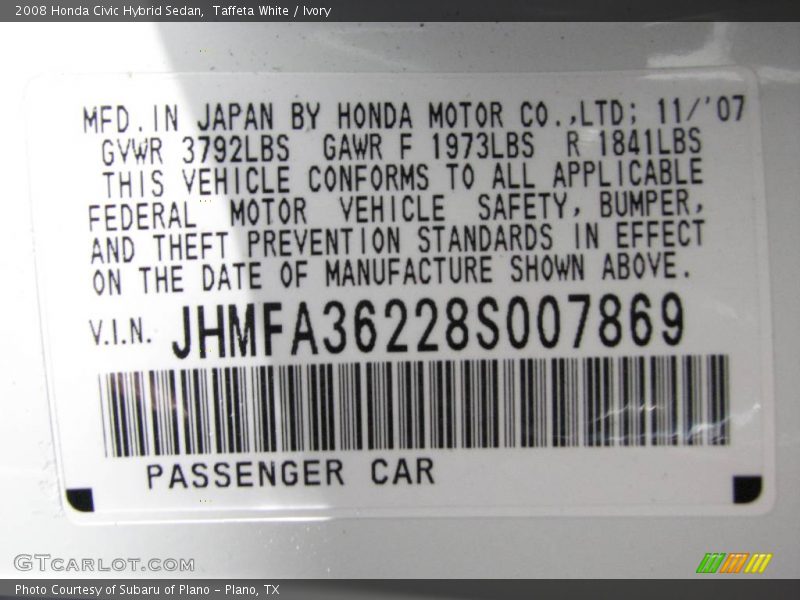 2008 Honda Civic Hybrid Sedan,  Taffeta White / Ivory
MFD. IN JAPAN BY HONDA MOTOR CO.,LTD; 11/'07
GVWR 3792LBS GAWR F 1973LBS R 1841LBS
THIS VEHICLE CONFORMS TO ALL APPLICABLE
FEDERAL MOTOR VEHICLE SAFETY, BUMPER,
AND THEFT PREVENTION STANDARDS IN EFFECT
ON THE DATE OF MANUFACTURE SHOWN ABOVE.
V.I.N. JHMFA36228S007869
PASSENGER CAR
GTCARLOT.COM
Photo Courtesy of Subaru of Plano - Plano, TX